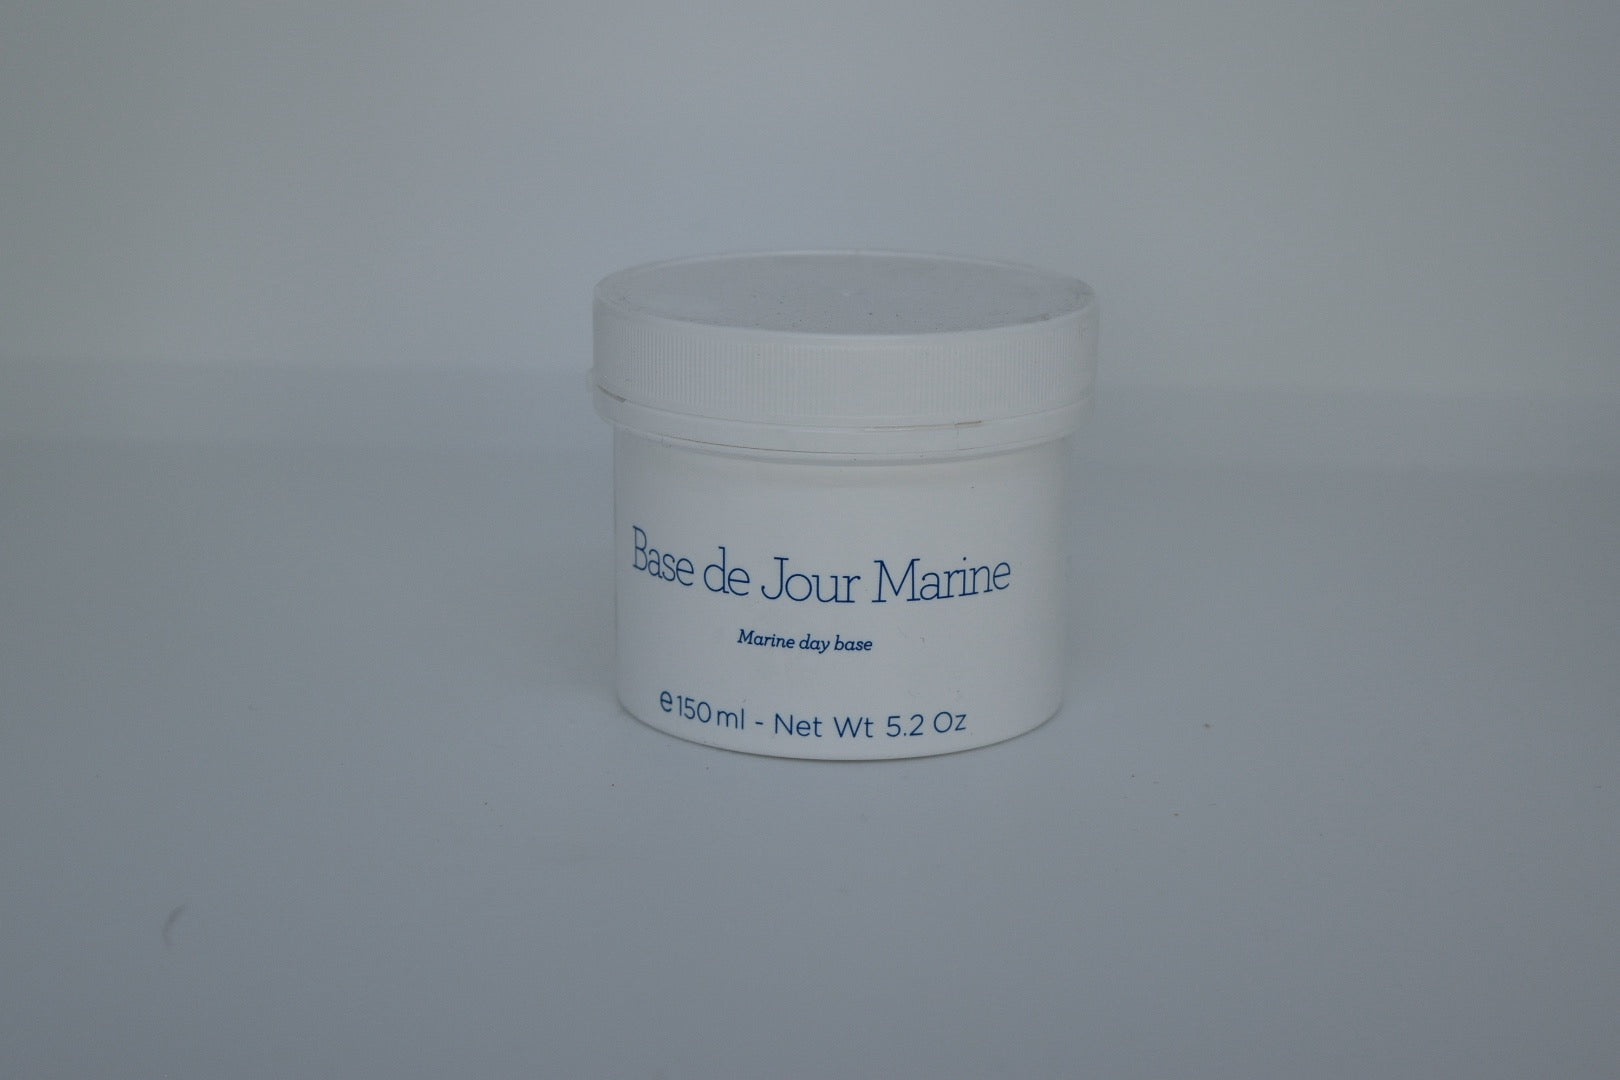 Base de Jour Marine
Marine day base
℮150 ml - Net Wt 5.2 Oz